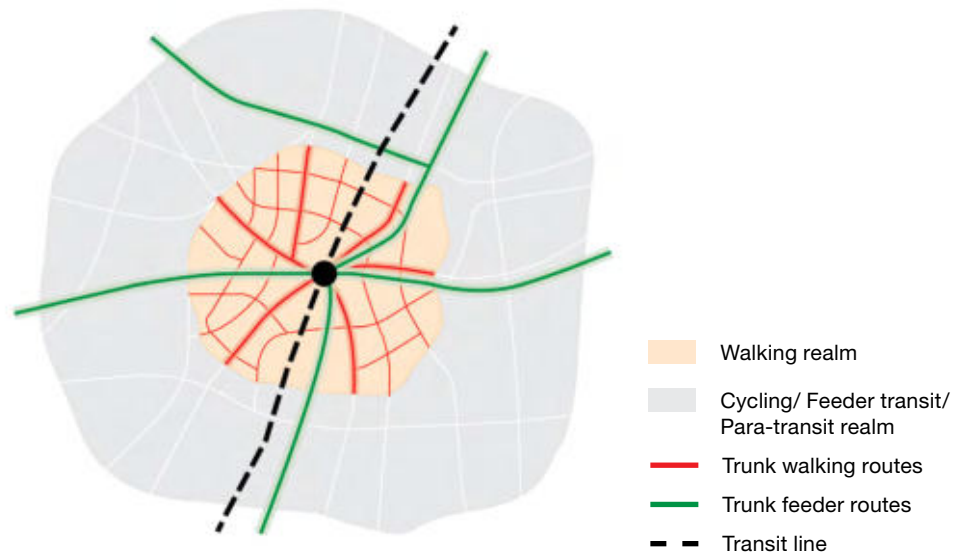 Walking realm
Cycling/ Feeder transit/
Para-transit realm
Trunk walking routes
Trunk feeder routes
Transit line